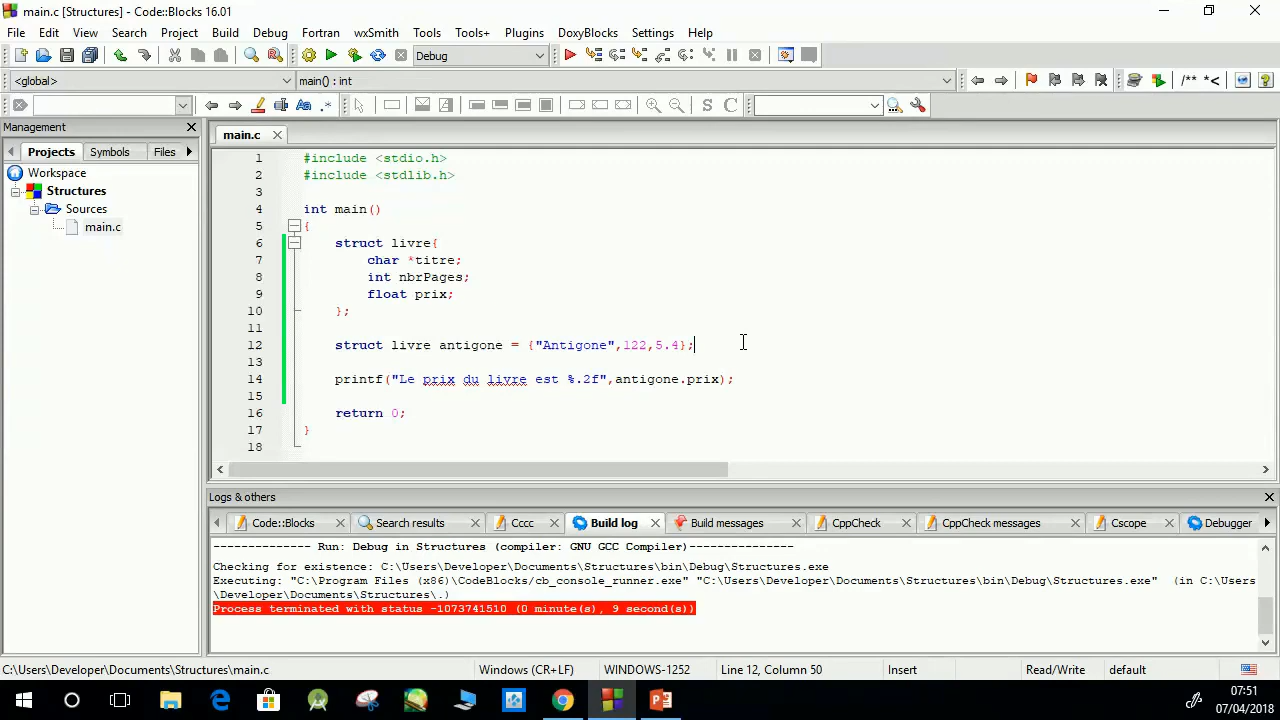 main.c [Structures] - Code::Blocks 16.01
File Edit View Search Project Build Debug Fortran wxSmith Tools Tools+ Plugins DoxyBlocks Settings Help
Debug
<global> main() : int /** *<
Aa .* S C
Management
Projects Symbols Files
Workspace
Structures
Sources
main.c
main.c
1 #include <stdio.h>
2 #include <stdlib.h>
3
4 int main()
5 {
6 struct livre{
7 char *titre;
8 int nbrPages;
9 float prix;
10 };
11
12 struct livre antigone = {"Antigone",122,5.4};
13
14 printf("Le prix du livre est %.2f",antigone.prix);
15
16 return 0;
17 }
18
Logs & others
Code::Blocks Search results Cccc Build log Build messages CppCheck CppCheck messages Cscope Debugger
-------------- Run: Debug in Structures (compiler: GNU GCC Compiler)---------------
Checking for existence: C:\Users\Developer\Documents\Structures\bin\Debug\Structures.exe
Executing: "C:\Program Files (x86)\CodeBlocks/cb_console_runner.exe" "C:\Users\Developer\Documents\Structures\bin\Debug\Structures.exe"  (in C:\Users
\Developer\Documents\Structures\.)
Process terminated with status -1073741510 (0 minute(s), 9 second(s))
C:\Users\Developer\Documents\Structures\main.c Windows (CR+LF) WINDOWS-1252 Line 12, Column 50 Insert Read/Write default
07:51
07/04/2018